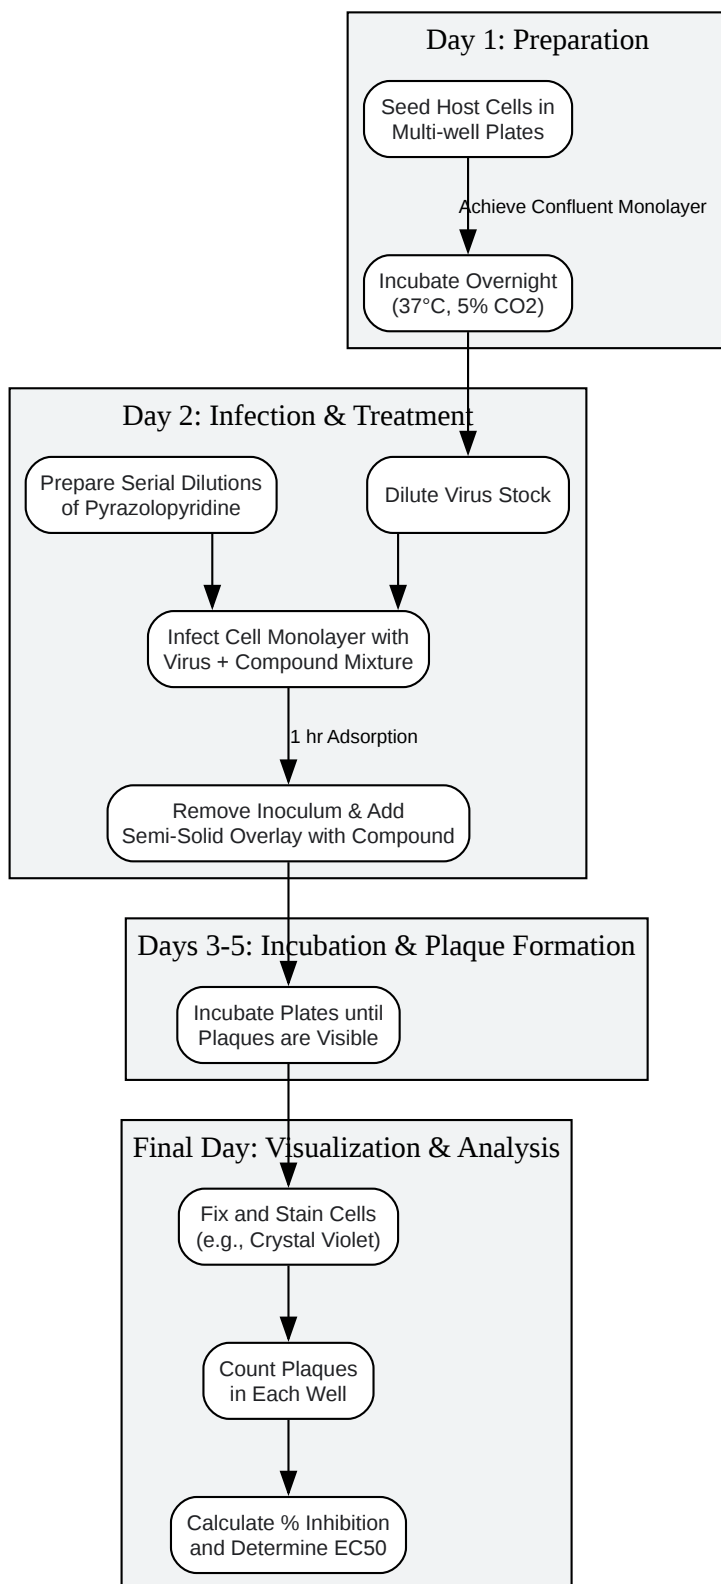 Day 1: Preparation
Seed Host Cells in
Multi-well Plates
Achieve Confluent Monolayer
Incubate Overnight
(37°C, 5% CO2)
Day 2: Infection & Treatment
Prepare Serial Dilutions
of Pyrazolopyridine
Dilute Virus Stock
Infect Cell Monolayer with
Virus + Compound Mixture
1 hr Adsorption
Remove Inoculum & Add
Semi-Solid Overlay with Compound
Days 3-5: Incubation & Plaque Formation
Incubate Plates until
Plaques are Visible
Final Day: Visualization & Analysis
Fix and Stain Cells
(e.g., Crystal Violet)
Count Plaques
in Each Well
Calculate % Inhibition
and Determine EC50